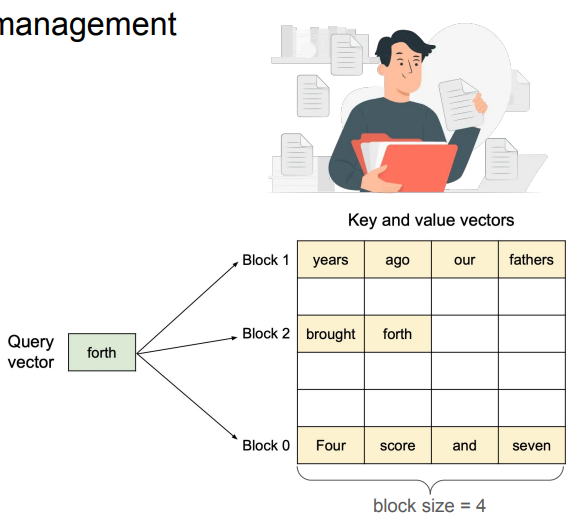 management
Key and value vectors
Block 1 years ago our fathers
Block 2 brought forth
Query vector
forth
Block 0 Four score and seven
block size = 4